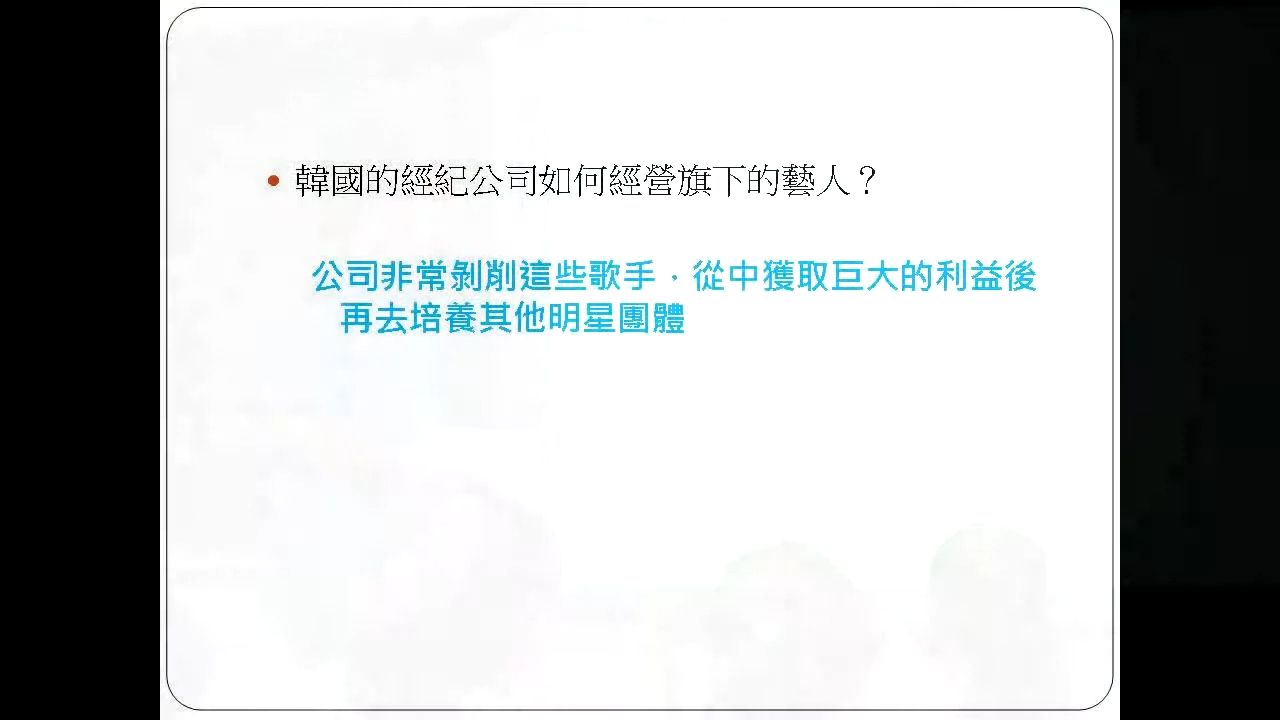 • 韓國的經紀公司如何經營旗下的藝人？
公司非常剝削這些歌手，從中獲取巨大的利益後
再去培養其他明星團體